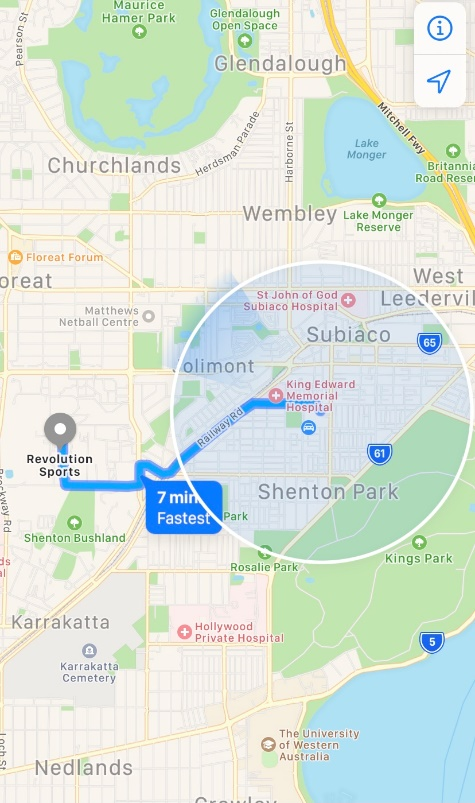 Maurice
Hamer Park
Pearson St
Glendalough
Open Space
Glendalough
Mitchell Fwy
Herdsman Parade
Harborne St
Lake
Monger
Churchlands
Britannia
Road Rese
Wembley
Lake Monger
Reserve
Floreat Forum
oreat
West
Leedervil
St John of God
Subiaco Hospital
Matthews
Netball Centre
Subiaco
65
olimont
King Edward
Memorial
Hospital
Railway Rd
Revolution
Sports
61
7 min
Fastest
Shenton Park
Park
Brockway Rd
Shenton Bushland
Rosalie Park
Kings Park
ds
al
Karrakatta
Hollywood
Private Hospital
5
Karrakatta
Cemetery
The University
of Western
Australia
Loch St
Nedlands
Crawley